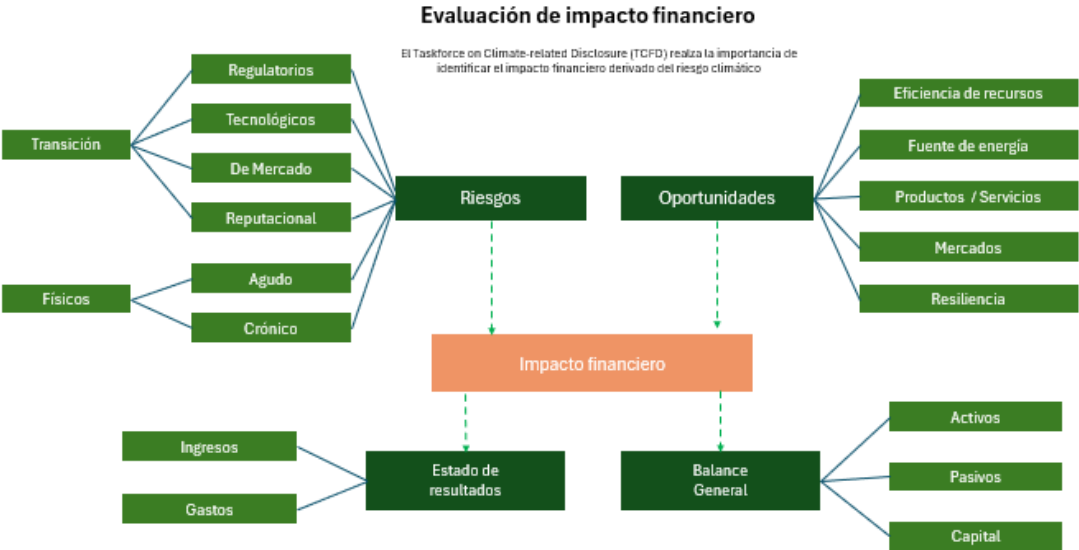 Evaluación de impacto financiero
El Taskforce on Climate-related Disclosure (TCFD) realza la importancia de
identificar el impacto financiero derivado del riesgo climático
Transición
Regulatorios
Tecnológicos
De Mercado
Reputacional
Físicos
Agudo
Crónico
Riesgos
Oportunidades
Eficiencia de recursos
Fuente de energía
Productos / Servicios
Mercados
Resiliencia
Impacto financiero
Ingresos
Gastos
Estado de
resultados
Balance
General
Activos
Pasivos
Capital